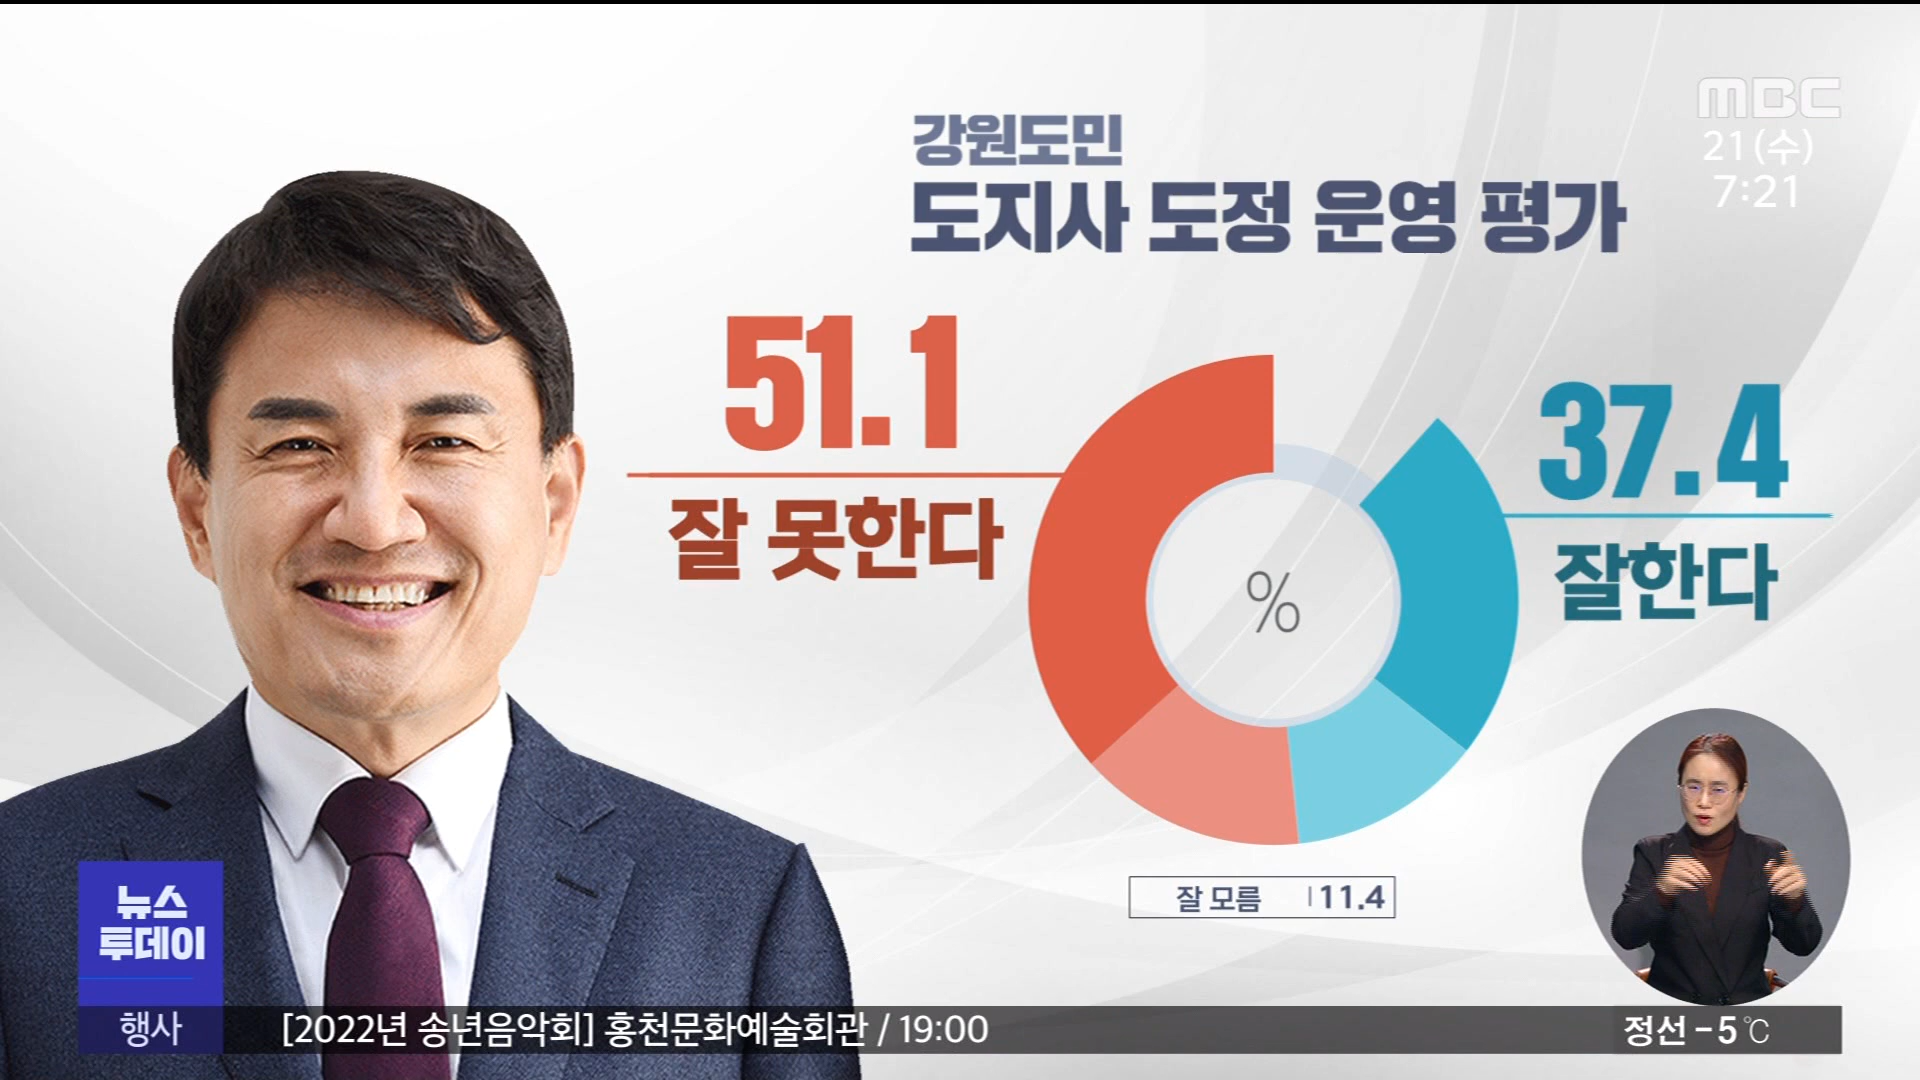 MBC
21(수)
7:21
강원도민
도지사 도정 운영 평가
51.1
잘 못한다
37.4
잘한다
%
잘 모름 11.4
뉴스
투데이
행사 [2022년 송년음악회] 홍천문화예술회관 / 19:00
정선 -5℃